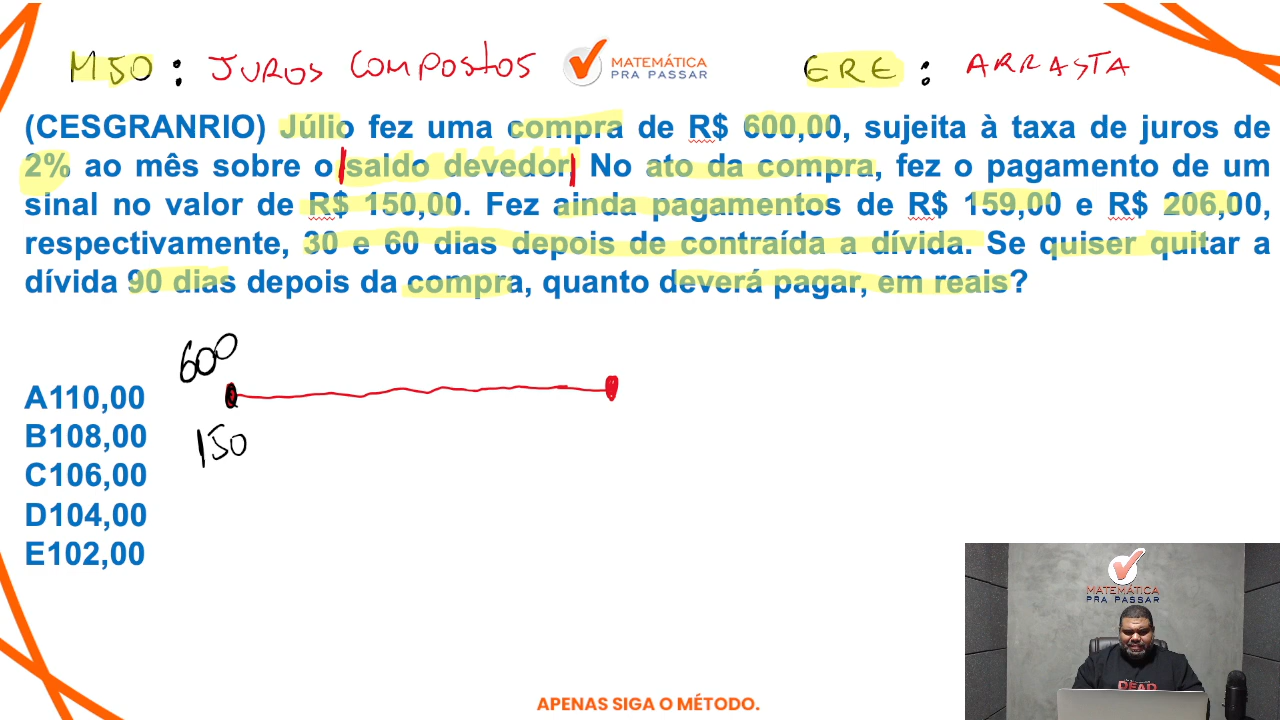 M50 : JUROS COMPOSTOS
MATEMÁTICA
PRA PASSAR
ERE : ARRASTA
(CESGRANRIO) Júlio fez uma compra de R$ 600,00, sujeita à taxa de juros de
2% ao mês sobre o saldo devedor. No ato da compra, fez o pagamento de um
sinal no valor de R$ 150,00. Fez ainda pagamentos de R$ 159,00 e R$ 206,00,
respectivamente, 30 e 60 dias depois de contraída a dívida. Se quiser quitar a
dívida 90 dias depois da compra, quanto deverá pagar, em reais?
600
A110,00
B108,00
150
C106,00
D104,00
E102,00
MATEMÁTICA
PRA PASSAR
DEAD
APENAS SIGA O MÉTODO.